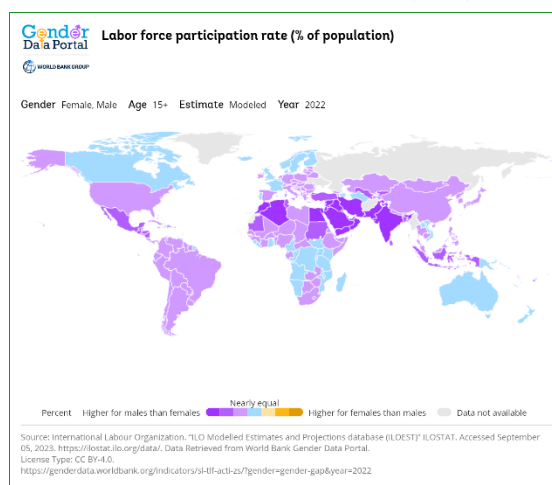 Gender
Data Portal
Labor force participation rate (% of population)
WORLD BANK GROUP
Gender Female, Male Age 15+ Estimate Modeled Year 2022
Nearly equal
Percent Higher for males than females Higher for females than males Data not available
Source: International Labour Organization. "ILO Modelled Estimates and Projections database (ILOEST)" ILOSTAT. Accessed September
05, 2023. https://ilostat.ilo.org/data/. Data Retrieved from World Bank Gender Data Portal.
License Type: CC BY-4.0.
https://genderdata.worldbank.org/indicators/sl-tlf-acti-zs/?gender=gender-gap&year=2022